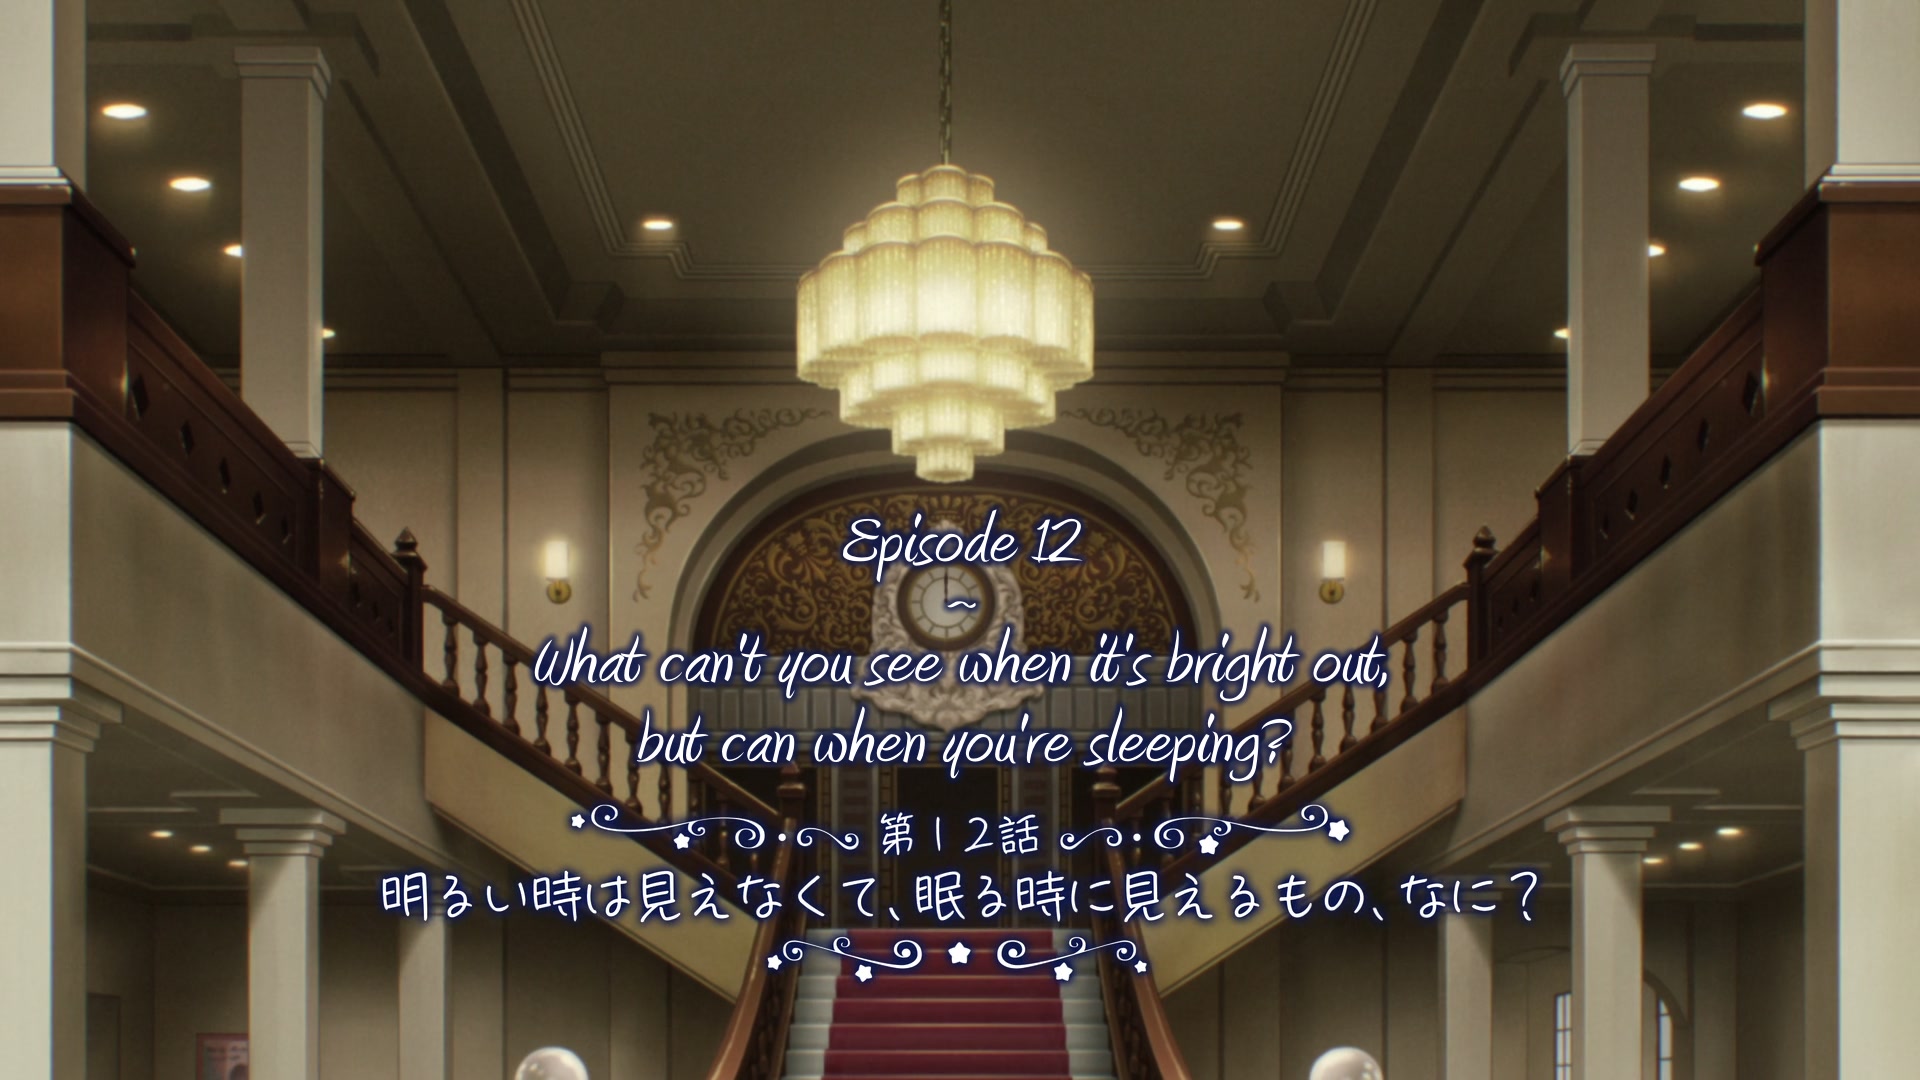 Episode 12
~
What can't you see when it's bright out,
but can when you're sleeping?
第12話
明るい時は見えなくて、眠る時に見えるもの、なに？